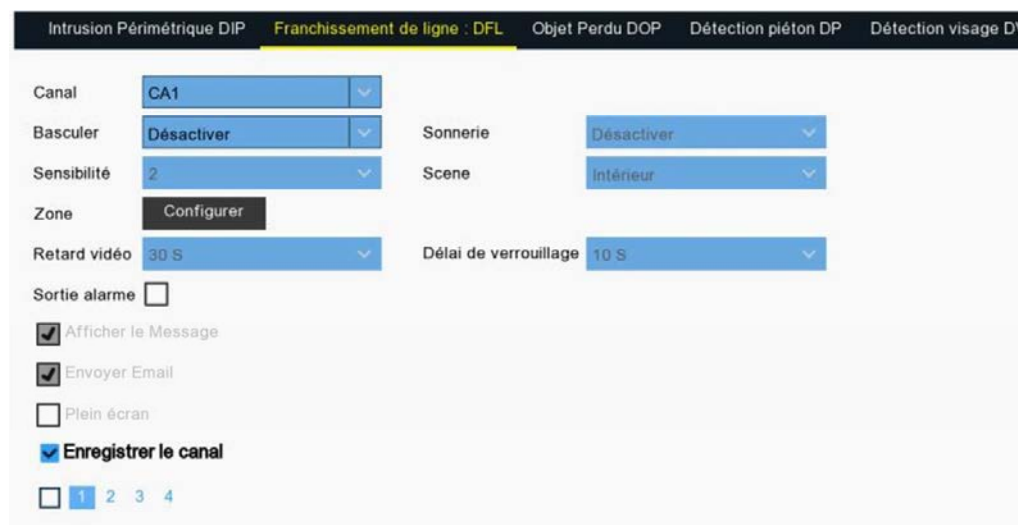 Intrusion Périmétrique DIP Franchissement de ligne : DFL Objet Perdu DOP Détection piéton DP Détection visage
Canal CA1
Basculer Désactiver Sonnerie Désactiver
Sensibilité 2 Scene Intérieur
Zone Configurer
Retard vidéo 30 S Délai de verrouillage 10 S
Sortie alarme
Afficher le Message
Envoyer Email
Plein écran
Enregistrer le canal
1 2 3 4